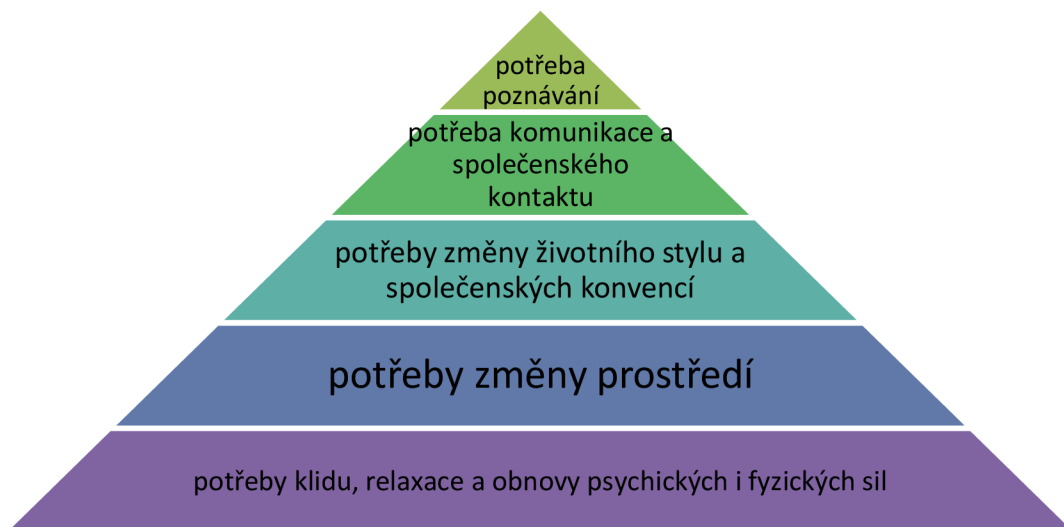 potřeba
poznávání
potřeba komunikace a
společenského
kontaktu
potřeby změny životního stylu a
společenských konvencí
potřeby změny prostředí
potřeby klidu, relaxace a obnovy psychických i fyzických sil